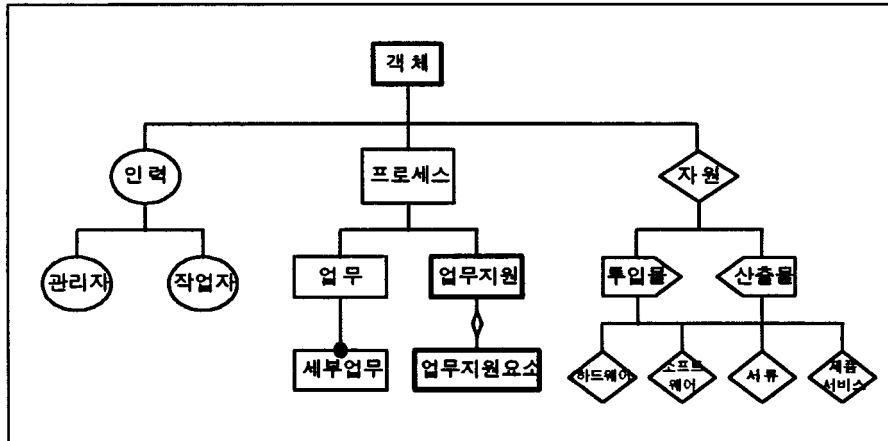 객체
인력
프로세스
자원
관리자
작업자
업무
업무지원
투입물
산출물
세부업무
업무지원요소
하드웨어
소프트
웨어
서류
제품
서비스